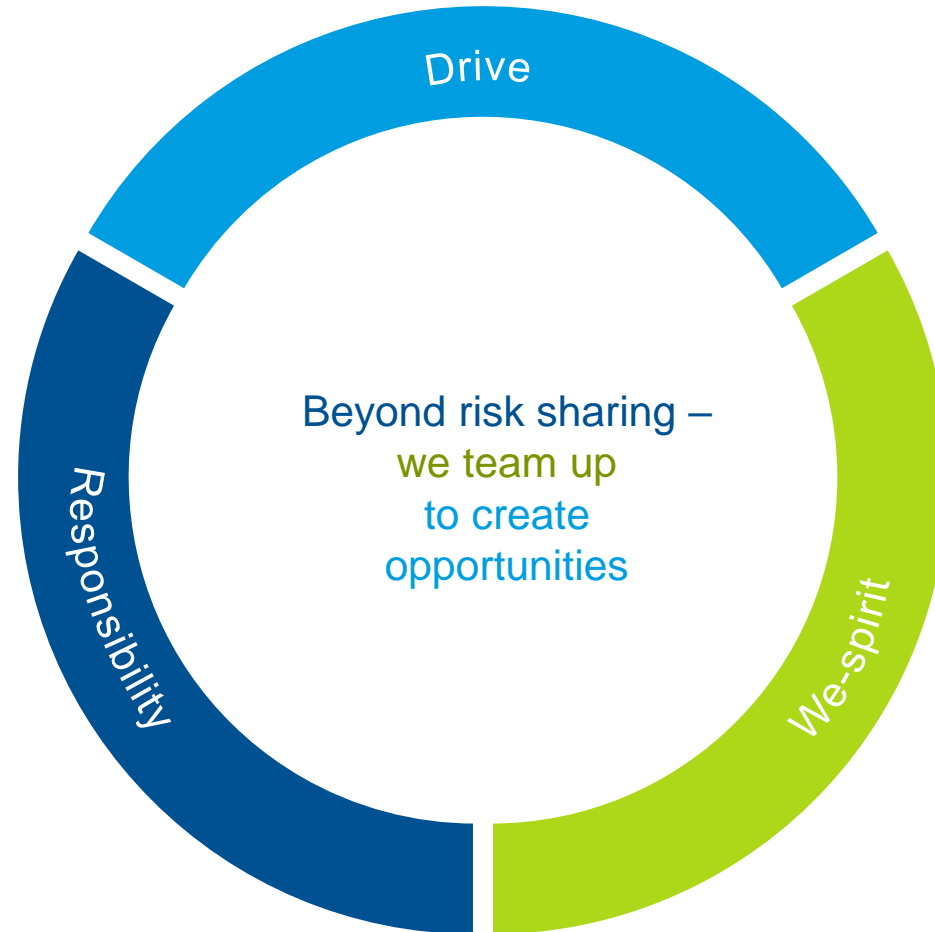 Drive
Beyond risk sharing –
we team up
to create
opportunities
Responsibility
We-spirit